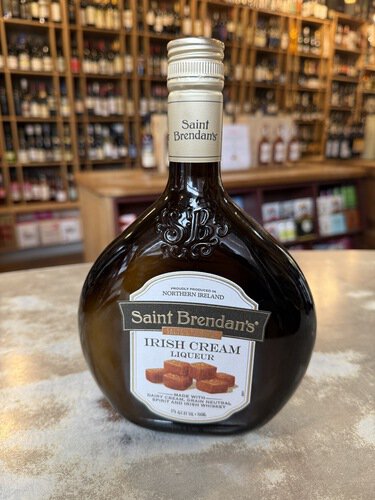 Saint
Brendan's
SB
PROUDLY PRODUCED IN
NORTHERN IRELAND
Saint Brendan's
IRISH CREAM
LIQUEUR
MADE WITH
DAIRY CREAM, GRAIN NEUTRAL
SPIRIT AND IRISH WHISKEY